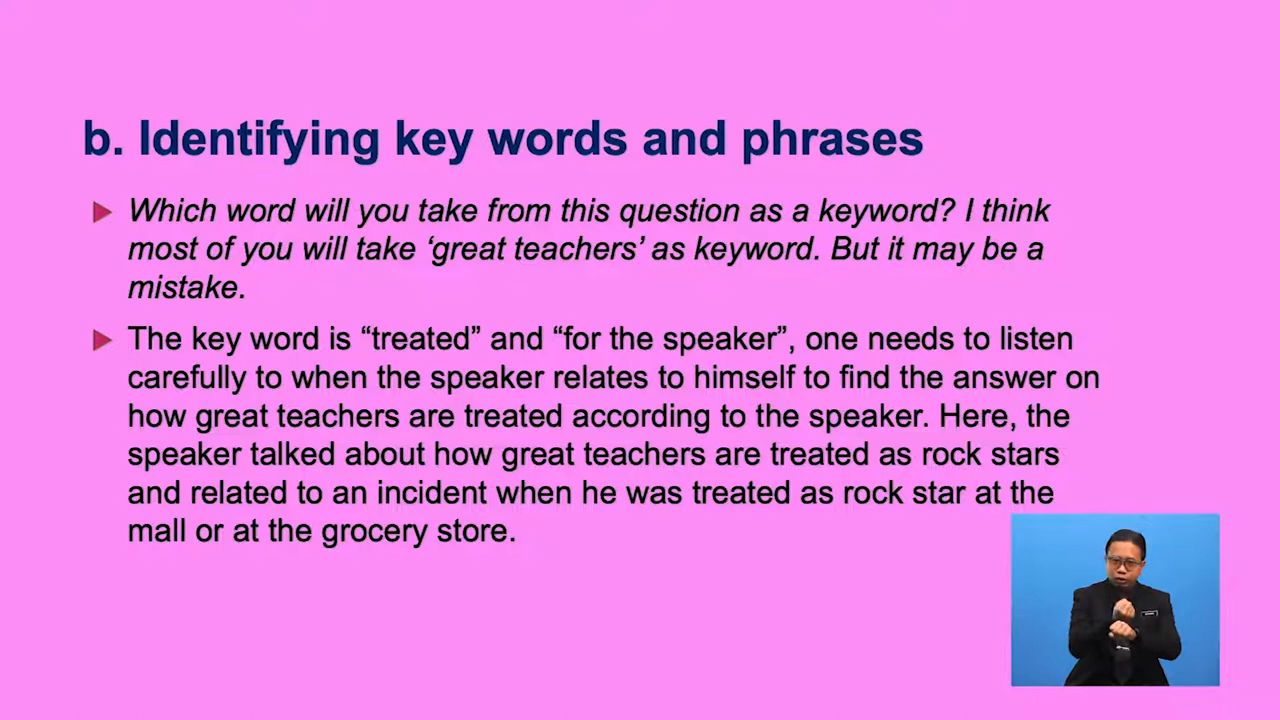 b. Identifying key words and phrases
Which word will you take from this question as a keyword? I think
most of you will take ‘great teachers’ as keyword. But it may be a
mistake.
The key word is “treated” and “for the speaker”, one needs to listen
carefully to when the speaker relates to himself to find the answer on
how great teachers are treated according to the speaker. Here, the
speaker talked about how great teachers are treated as rock stars
and related to an incident when he was treated as rock star at the
mall or at the grocery store.